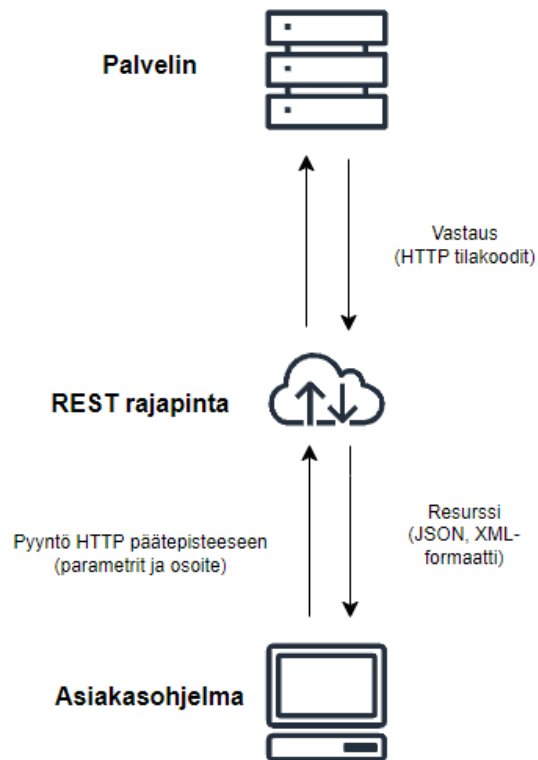 Palvelin
Vastaus
(HTTP tilakoodit)
REST rajapinta
Resurssi
(JSON, XML-
formaatti)
Pyyntö HTTP päätepisteeseen
(parametrit ja osoite)
Asiakasohjelma